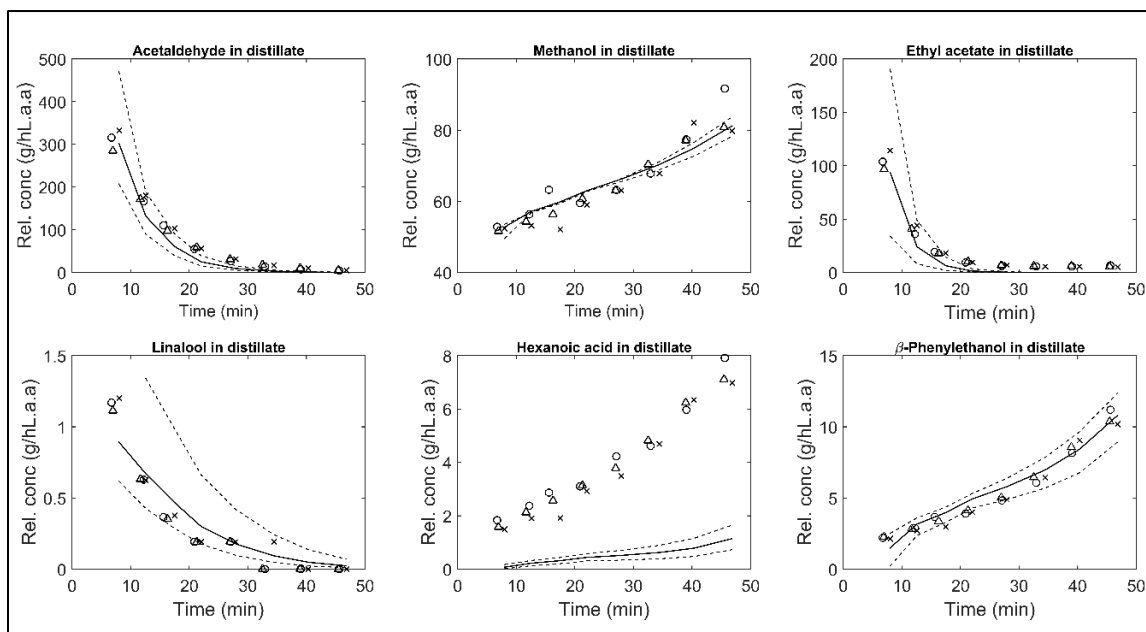 Acetaldehyde in distillate
Rel. conc (g/hL.a.a)
500
400
300
200
100
0
0 10 20 30 40 50
Time (min)
Methanol in distillate
Rel. conc (g/hL.a.a)
100
80
60
40
0 10 20 30 40 50
Time (min)
Ethyl acetate in distillate
Rel. conc (g/hL.a.a)
200
150
100
50
0
0 10 20 30 40 50
Time (min)
Linalool in distillate
Rel. conc (g/hL.a.a)
1.5
1
0.5
0
0 10 20 30 40 50
Time (min)
Hexanoic acid in distillate
Rel. conc (g/hL.a.a)
8
6
4
2
0
0 10 20 30 40 50
Time (min)
β-Phenylethanol in distillate
Rel. conc (g/hL.a.a)
15
10
5
0
0 10 20 30 40 50
Time (min)